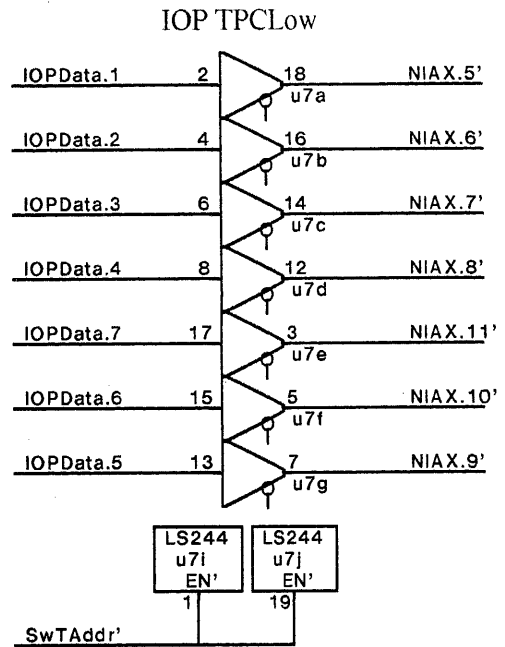 IOP TPCLow
IOPData.1 2 18 NIAX.5'
u7a
IOPData.2 4 16 NIAX.6'
u7b
IOPData.3 6 14 NIAX.7'
u7c
IOPData.4 8 12 NIAX.8'
u7d
IOPData.7 17 3 NIAX.11'
u7e
IOPData.6 15 5 NIAX.10'
u7f
IOPData.5 13 7 NIAX.9'
u7g
LS244 LS244
u7i u7j
EN' EN'
1 19
SwTAddr'